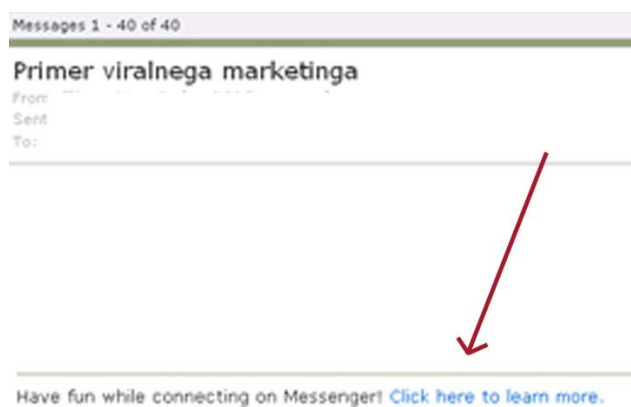 Messages 1 - 40 of 40
Primer viralnega marketinga
From
Sent
To:
Have fun while connecting on Messenger! Click here to learn more.